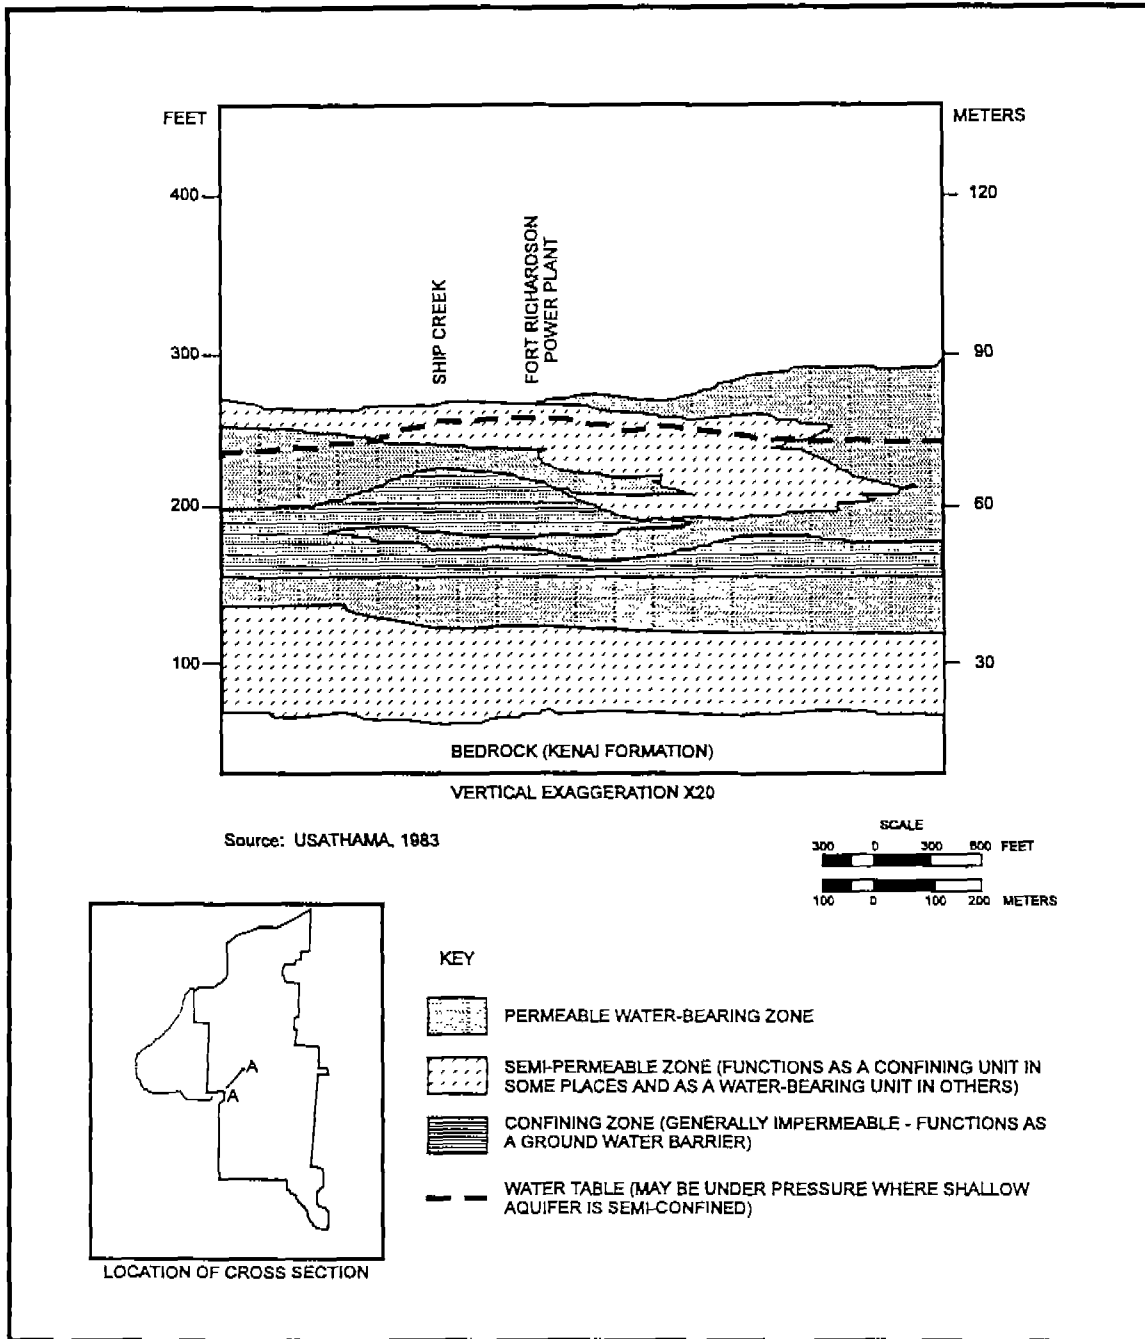 FEET
METERS
400
300
200
100
120
90
60
30
SHIP CREEK
FORT RICHARDSON
POWER PLANT
BEDROCK (KENAI FORMATION)
VERTICAL EXAGGERATION X20
Source: USATHAMA, 1983
SCALE
300 0 300 600 FEET
100 0 100 200 METERS
A
A
LOCATION OF CROSS SECTION
KEY
PERMEABLE WATER-BEARING ZONE
SEMI-PERMEABLE ZONE (FUNCTIONS AS A CONFINING UNIT IN
SOME PLACES AND AS A WATER-BEARING UNIT IN OTHERS)
CONFINING ZONE (GENERALLY IMPERMEABLE - FUNCTIONS AS
A GROUND WATER BARRIER)
WATER TABLE (MAY BE UNDER PRESSURE WHERE SHALLOW
AQUIFER IS SEMI-CONFINED)